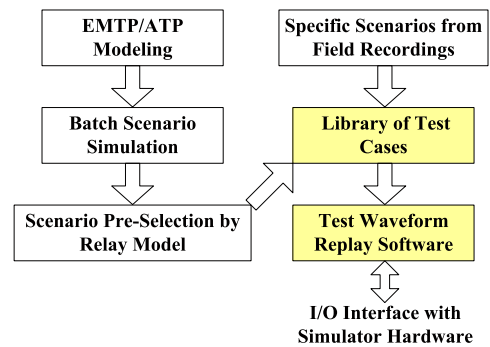 EMTP/ATP
Modeling
Specific Scenarios from
Field Recordings
Batch Scenario
Simulation
Library of Test
Cases
Scenario Pre-Selection by
Relay Model
Test Waveform
Replay Software
I/O Interface with
Simulator Hardware